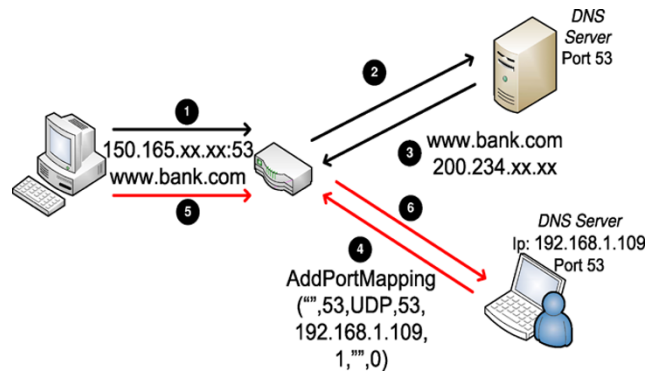 DNS
Server
Port 53
2
1
150.165.xx.xx:53
www.bank.com
5
3
www.bank.com
200.234.xx.xx
6
4
DNS Server
Ip: 192.168.1.109
Port 53
AddPortMapping
(“”,53,UDP,53,
192.168.1.109,
1,””,0)